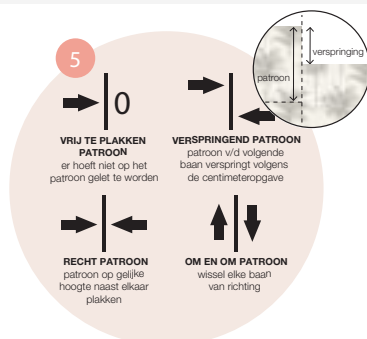 5
verspringing
patroon
0
VRIJ TE PLAKKEN
PATROON
er hoeft niet op het
patroon gelet te worden
VERSPRINGEND PATROON
patroon v/d volgende
baan verspringt volgens
de centimeteropgave
RECHT PATROON
patroon op gelijke
hoogte naast elkaar
plakken
OM EN OM PATROON
wissel elke baan
van richting